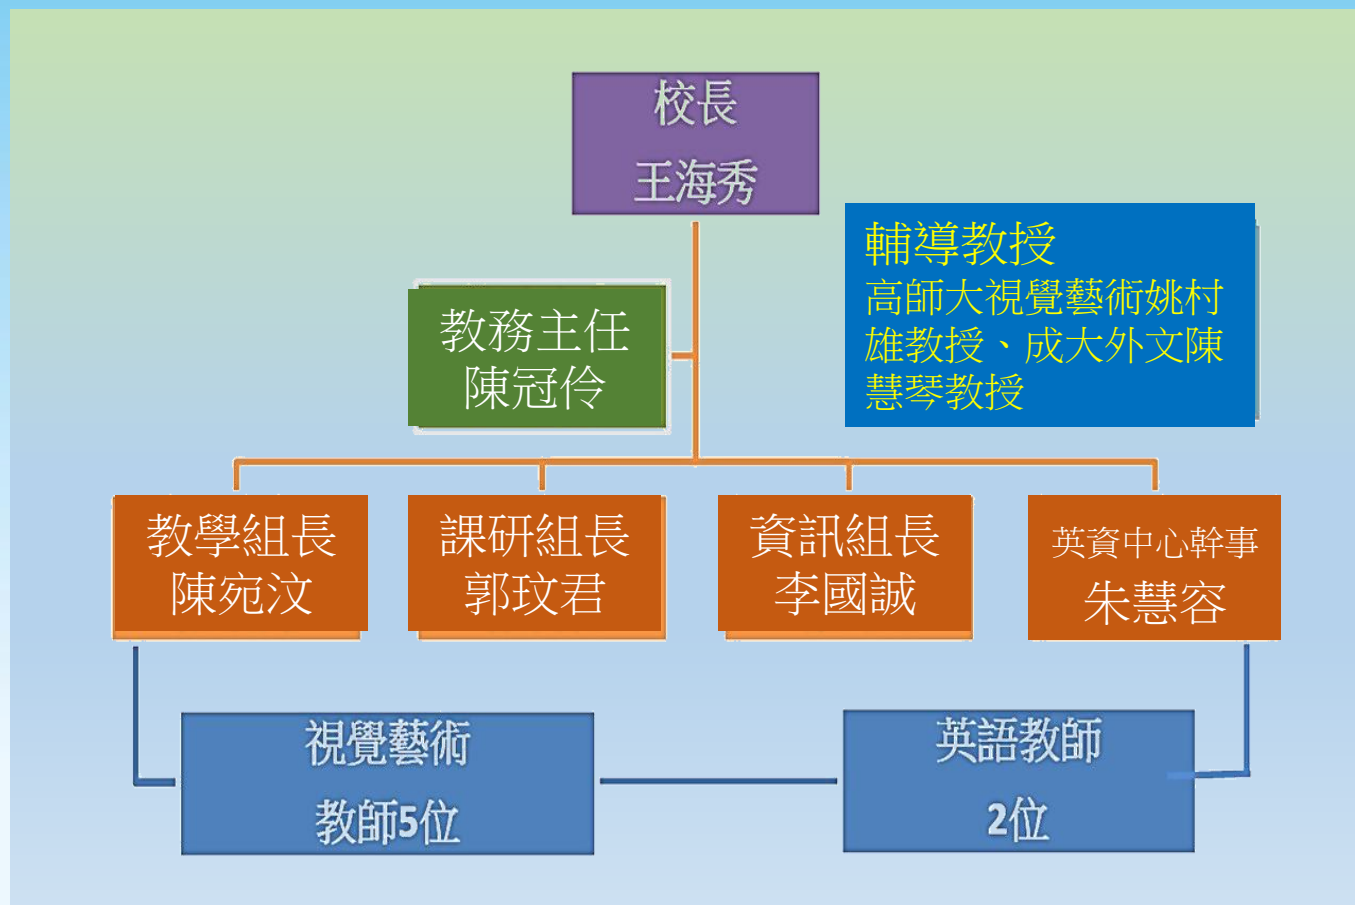 校長
王海秀
輔導教授
高師大視覺藝術姚村
雄教授、成大外文陳
慧琴教授
教務主任
陳冠伶
教學組長
陳宛汶
課研組長
郭玟君
資訊組長
李國誠
英資中心幹事
朱慧容
視覺藝術
教師5位
英語教師
2位